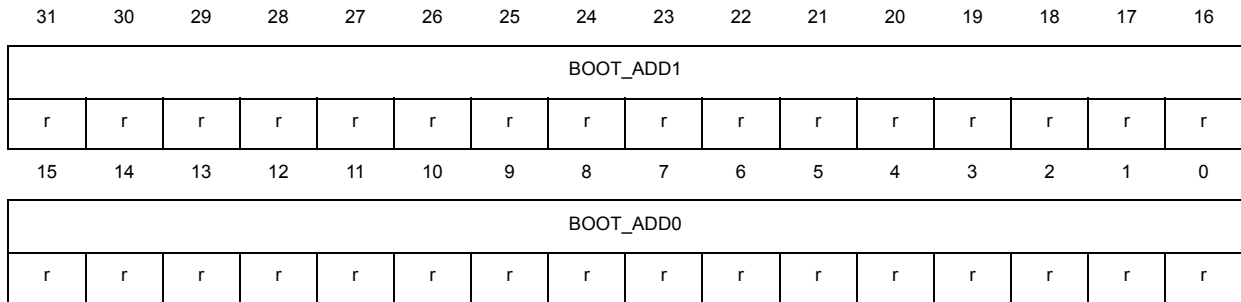 31 30 29 28 27 26 25 24 23 22 21 20 19 18 17 16
BOOT_ADD1
r r r r r r r r r r r r r r r r
15 14 13 12 11 10 9 8 7 6 5 4 3 2 1 0
BOOT_ADD0
r r r r r r r r r r r r r r r r